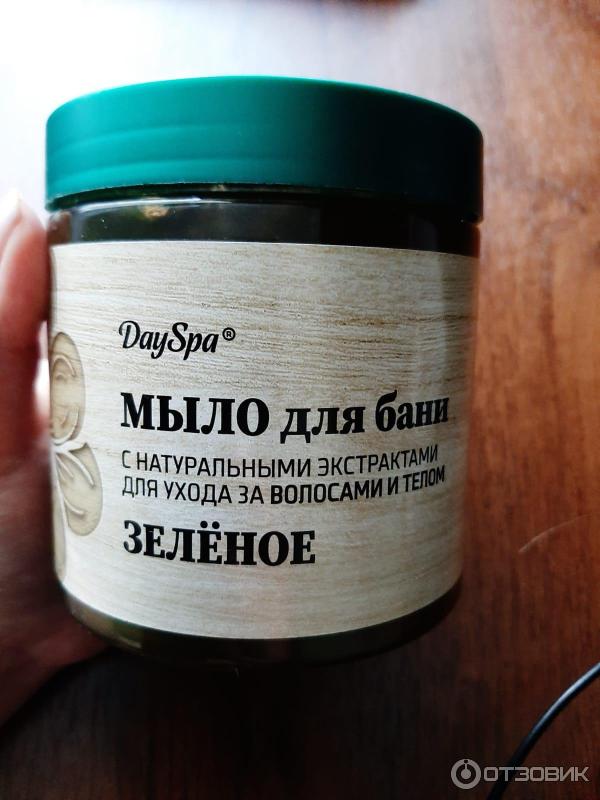 DaySpa®
МЫЛО для бани
С НАТУРАЛЬНЫМИ ЭКСТРАКТАМИ
ДЛЯ УХОДА ЗА ВОЛОСАМИ И ТЕЛОМ
ЗЕЛЁНОЕ
ОТЗОВИК